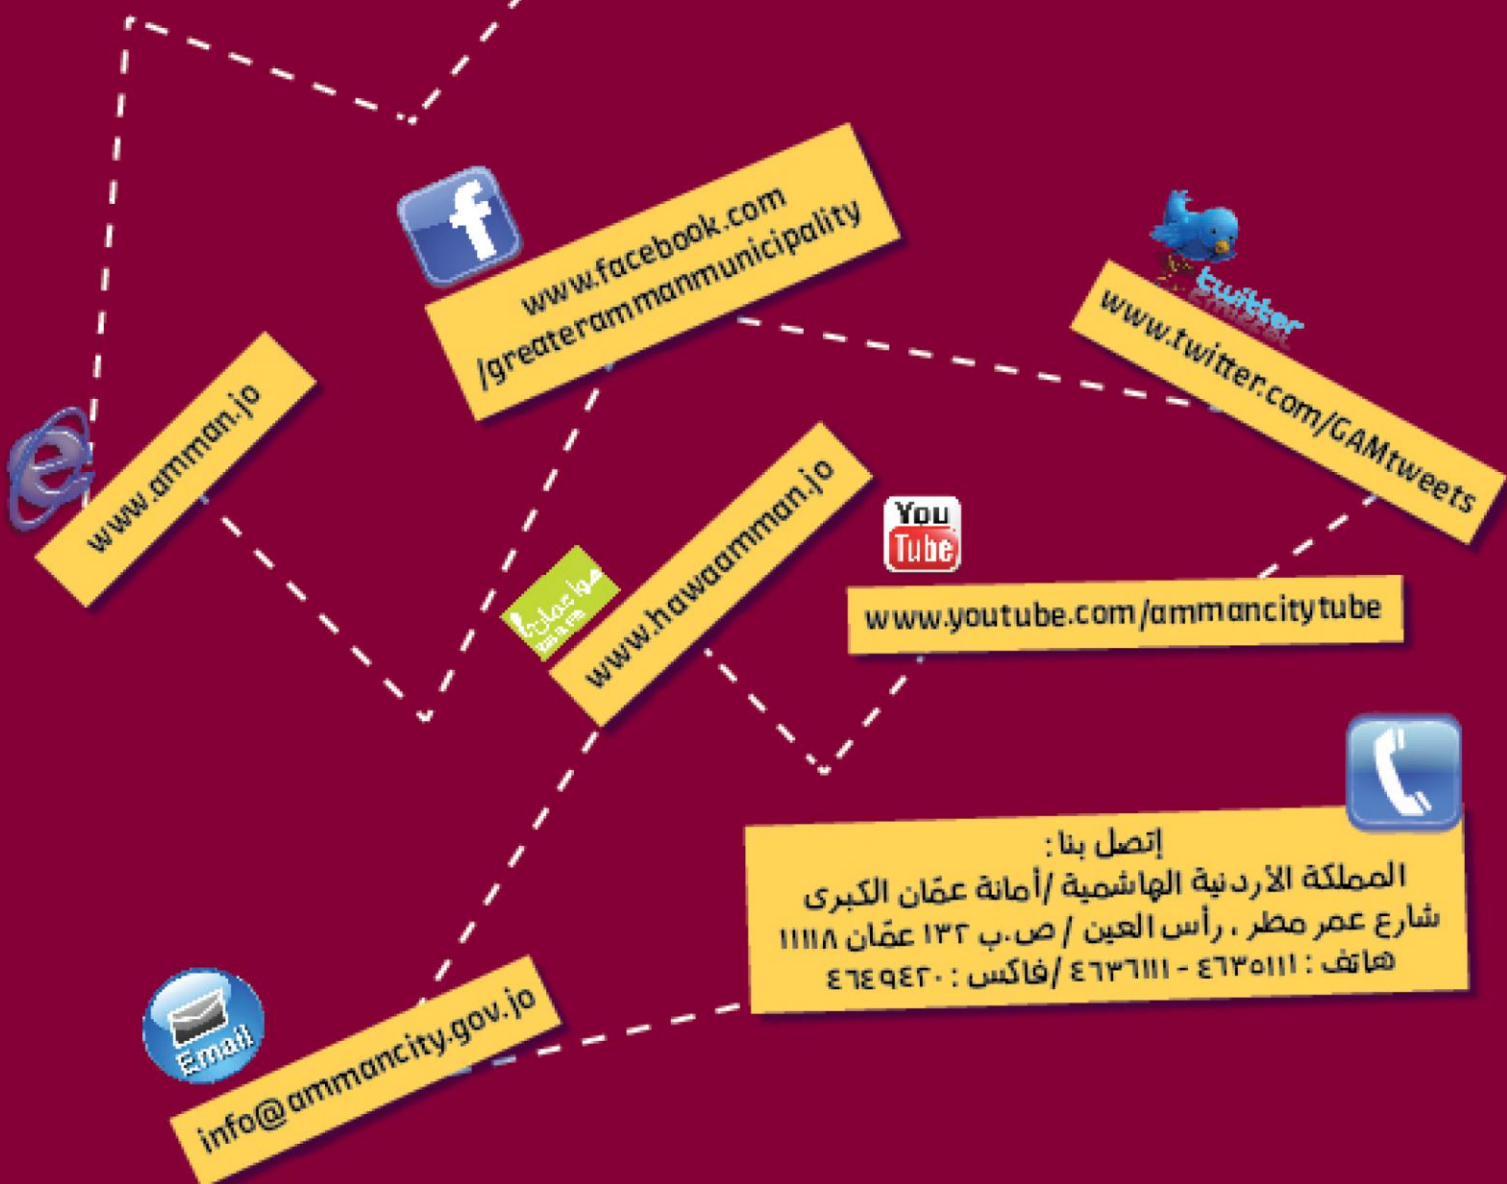 www.facebook.com
/greaterammanmunicipality
twitter
www.twitter.com/GAMtweets
www.amman.jo
هوا عمان
www.hawaamman.jo
You
Tube
www.youtube.com/ammancitytube
إتصل بنا :
المملكة الأردنية الهاشمية /أمانة عمّان الكبرى
شارع عمر مطر ، رأس العين / ص.ب ١٣٢ عمّان ١١١١٨
هاتف : ٤٦٣٥١١١ - ٤٦٣٦١١١ /فاكس : ٤٦٤٩٤٢٠
Email
info@ammancity.gov.jo